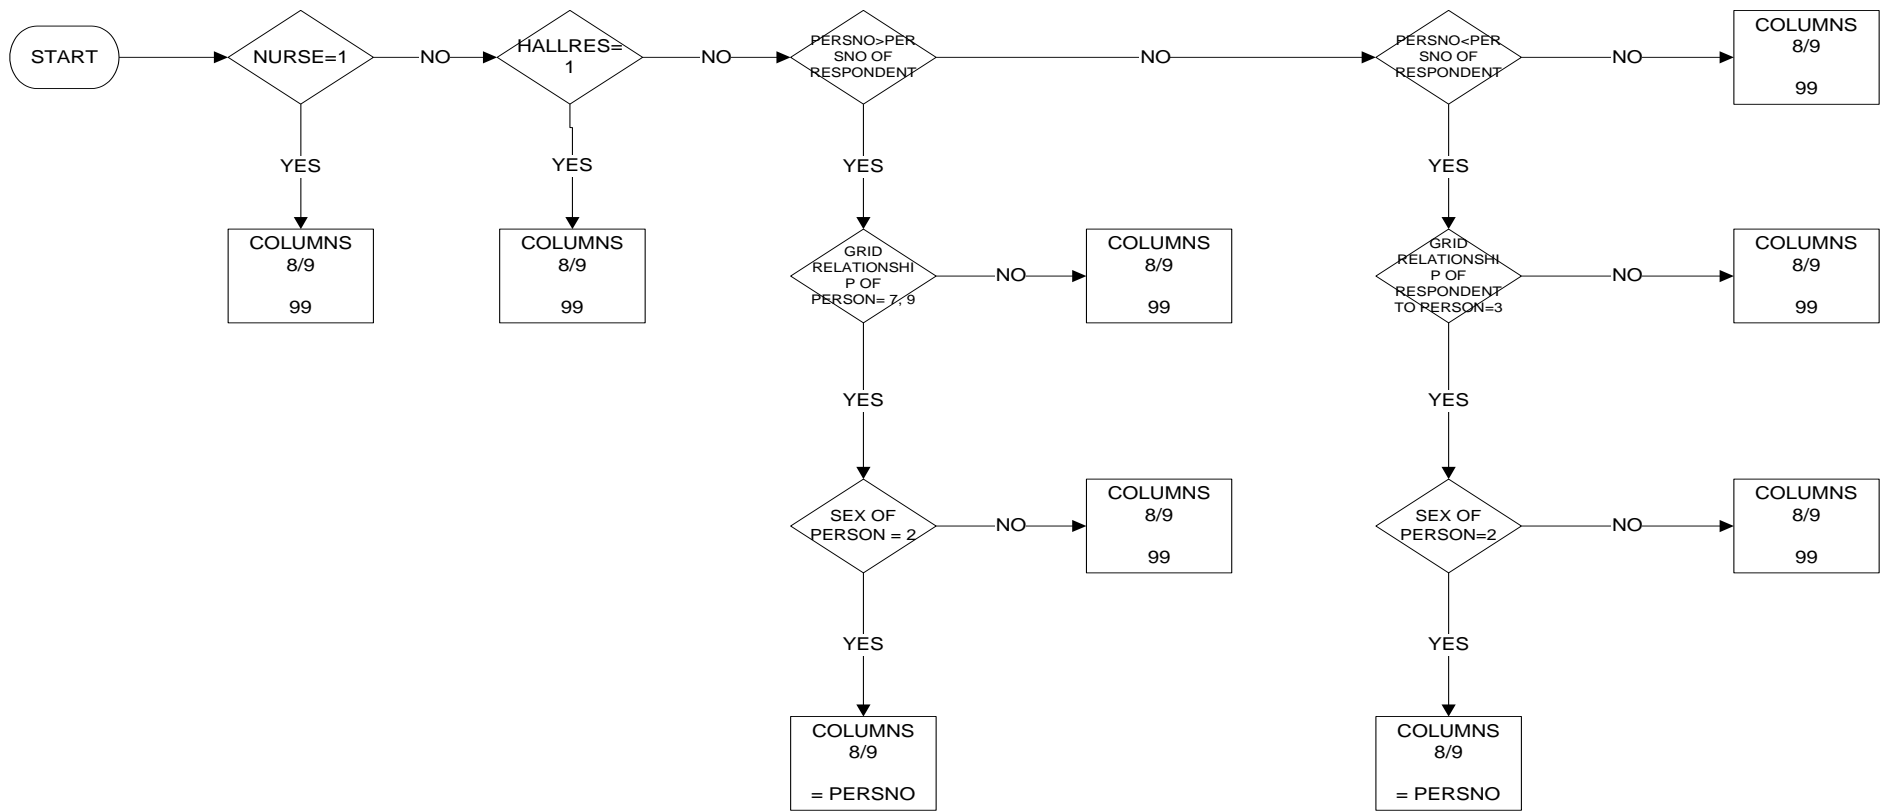 START
NURSE=1
NO
HALLRES=
1
NO
PERSNO>PER
SNO OF
RESPONDENT
NO
PERSNO<PER
SNO OF
RESPONDENT
NO
COLUMNS
8/9
99
YES
YES
YES
YES
COLUMNS
8/9
99
COLUMNS
8/9
99
GRID
RELATIONSHI
P OF
PERSON= 7, 9
NO
COLUMNS
8/9
99
GRID
RELATIONSHI
P OF
RESPONDENT
TO PERSON=3
NO
COLUMNS
8/9
99
YES
YES
SEX OF
PERSON = 2
NO
COLUMNS
8/9
99
SEX OF
PERSON=2
NO
COLUMNS
8/9
99
YES
YES
COLUMNS
8/9
= PERSNO
COLUMNS
8/9
= PERSNO